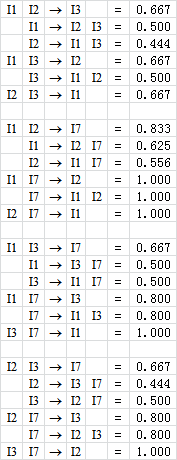 I1 I2 → I3 = 0.667
I1 → I2 I3 = 0.500
I2 → I1 I3 = 0.444
I1 I3 → I2 = 0.667
I3 → I1 I2 = 0.500
I2 I3 → I1 = 0.667
I1 I2 → I7 = 0.833
I1 → I2 I7 = 0.625
I2 → I1 I7 = 0.556
I1 I7 → I2 = 1.000
I7 → I1 I2 = 1.000
I2 I7 → I1 = 1.000
I1 I3 → I7 = 0.667
I1 → I3 I7 = 0.500
I3 → I1 I7 = 0.500
I1 I7 → I3 = 0.800
I7 → I1 I3 = 0.800
I3 I7 → I1 = 1.000
I2 I3 → I7 = 0.667
I2 → I3 I7 = 0.444
I3 → I2 I7 = 0.500
I2 I7 → I3 = 0.800
I7 → I2 I3 = 0.800
I3 I7 → I2 = 1.000